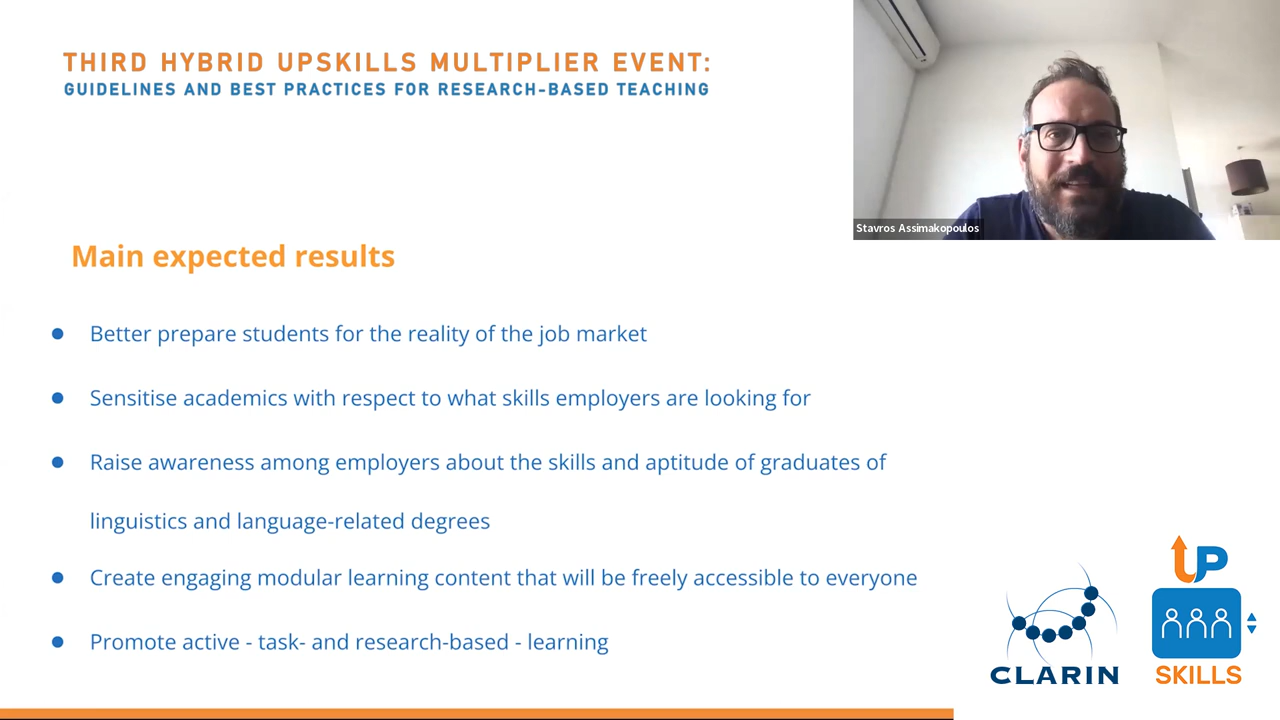 THIRD HYBRID UPSKILLS MULTIPLIER EVENT:
GUIDELINES AND BEST PRACTICES FOR RESEARCH-BASED TEACHING
Stavros Assimakopoulos
Main expected results
Better prepare students for the reality of the job market
Sensitise academics with respect to what skills employers are looking for
Raise awareness among employers about the skills and aptitude of graduates of
linguistics and language-related degrees
Create engaging modular learning content that will be freely accessible to everyone
Promote active - task- and research-based - learning
CLARIN
UP
SKILLS